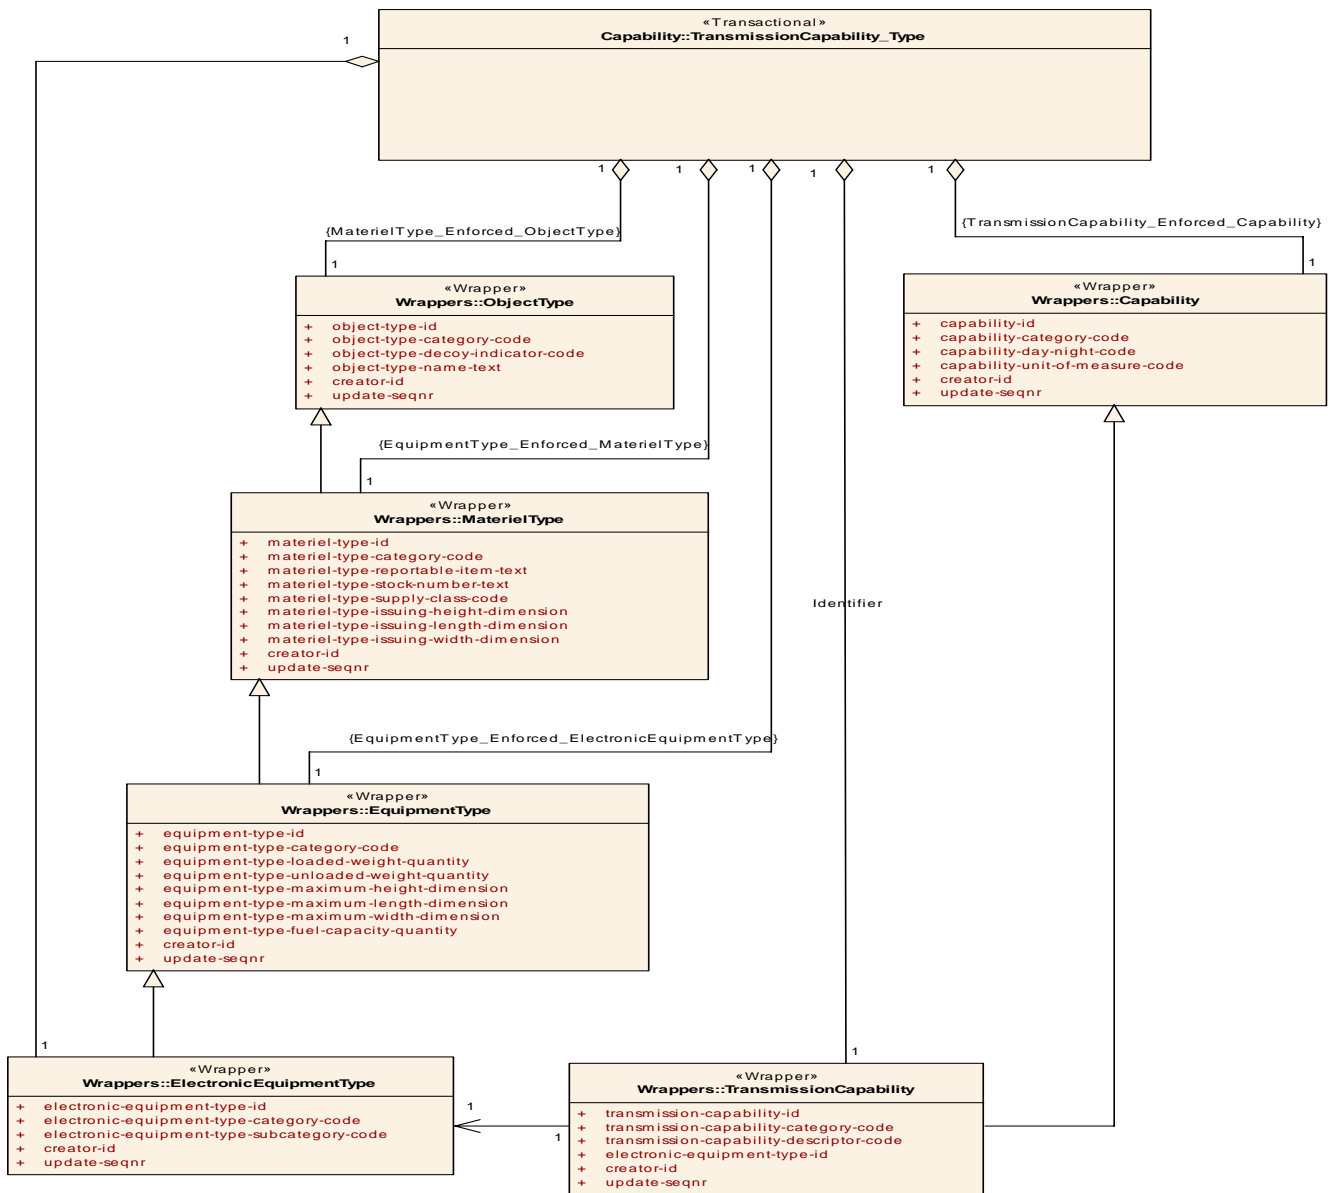 «Transactional»
Capability::TransmissionCapability_Type
1
1
1
1
1
1
{MaterielType_Enforced_ObjectType}
{TransmissionCapability_Enforced_Capability}
1
1
«Wrapper»
Wrappers::ObjectType
+ object-type-id
+ object-type-category-code
+ object-type-decoy-indicator-code
+ object-type-name-text
+ creator-id
+ update-seqnr
«Wrapper»
Wrappers::Capability
+ capability-id
+ capability-category-code
+ capability-day-night-code
+ capability-unit-of-measure-code
+ creator-id
+ update-seqnr
{EquipmentType_Enforced_MaterielType}
1
«Wrapper»
Wrappers::MaterielType
+ materiel-type-id
+ materiel-type-category-code
+ materiel-type-reportable-item-text
+ materiel-type-stock-number-text
+ materiel-type-supply-class-code
+ materiel-type-issuing-height-dimension
+ materiel-type-issuing-length-dimension
+ materiel-type-issuing-width-dimension
+ creator-id
+ update-seqnr
Identifier
{EquipmentType_Enforced_ElectronicEquipmentType}
1
«Wrapper»
Wrappers::EquipmentType
+ equipment-type-id
+ equipment-type-category-code
+ equipment-type-loaded-weight-quantity
+ equipment-type-unloaded-weight-quantity
+ equipment-type-maximum-height-dimension
+ equipment-type-maximum-length-dimension
+ equipment-type-maximum-width-dimension
+ equipment-type-fuel-capacity-quantity
+ creator-id
+ update-seqnr
1
1
«Wrapper»
Wrappers::ElectronicEquipmentType
+ electronic-equipment-type-id
+ electronic-equipment-type-category-code
+ electronic-equipment-type-subcategory-code
+ creator-id
+ update-seqnr
1
1
«Wrapper»
Wrappers::TransmissionCapability
+ transmission-capability-id
+ transmission-capability-category-code
+ transmission-capability-descriptor-code
+ electronic-equipment-type-id
+ creator-id
+ update-seqnr